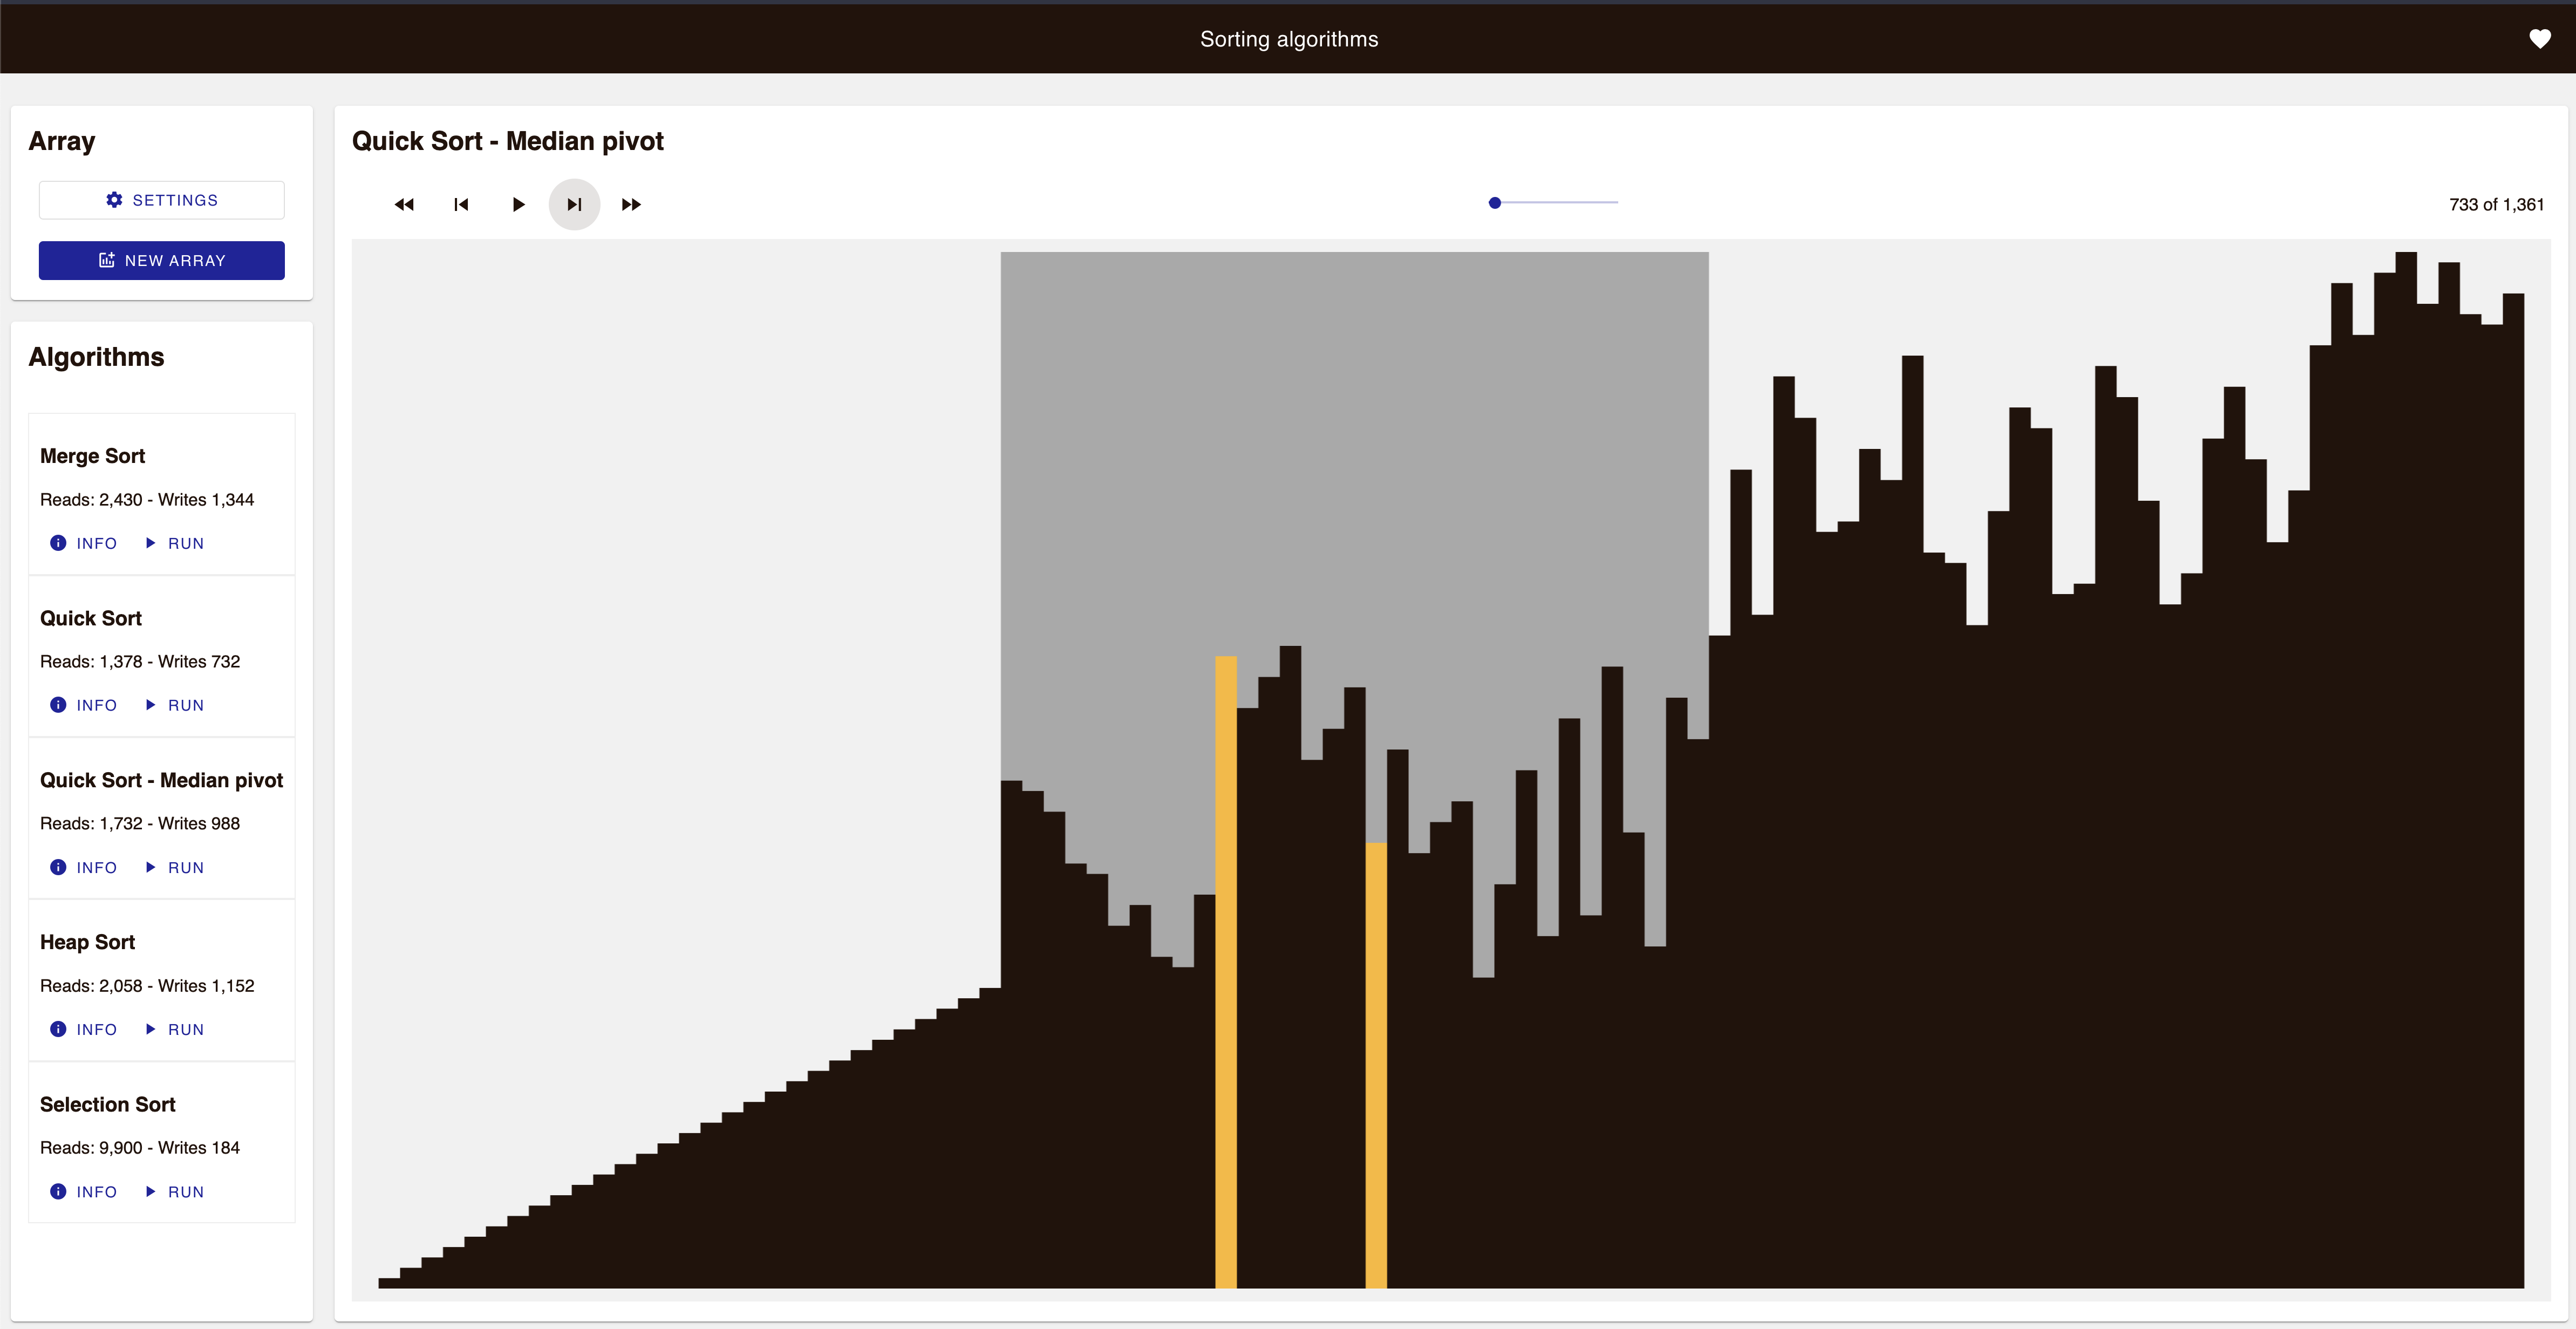 Sorting algorithms
Array
SETTINGS
NEW ARRAY
Algorithms
Merge Sort
Reads: 2,430 - Writes 1,344
INFO RUN
Quick Sort
Reads: 1,378 - Writes 732
INFO RUN
Quick Sort - Median pivot
Reads: 1,732 - Writes 988
INFO RUN
Heap Sort
Reads: 2,058 - Writes 1,152
INFO RUN
Selection Sort
Reads: 9,900 - Writes 184
INFO RUN
Quick Sort - Median pivot
733 of 1,361